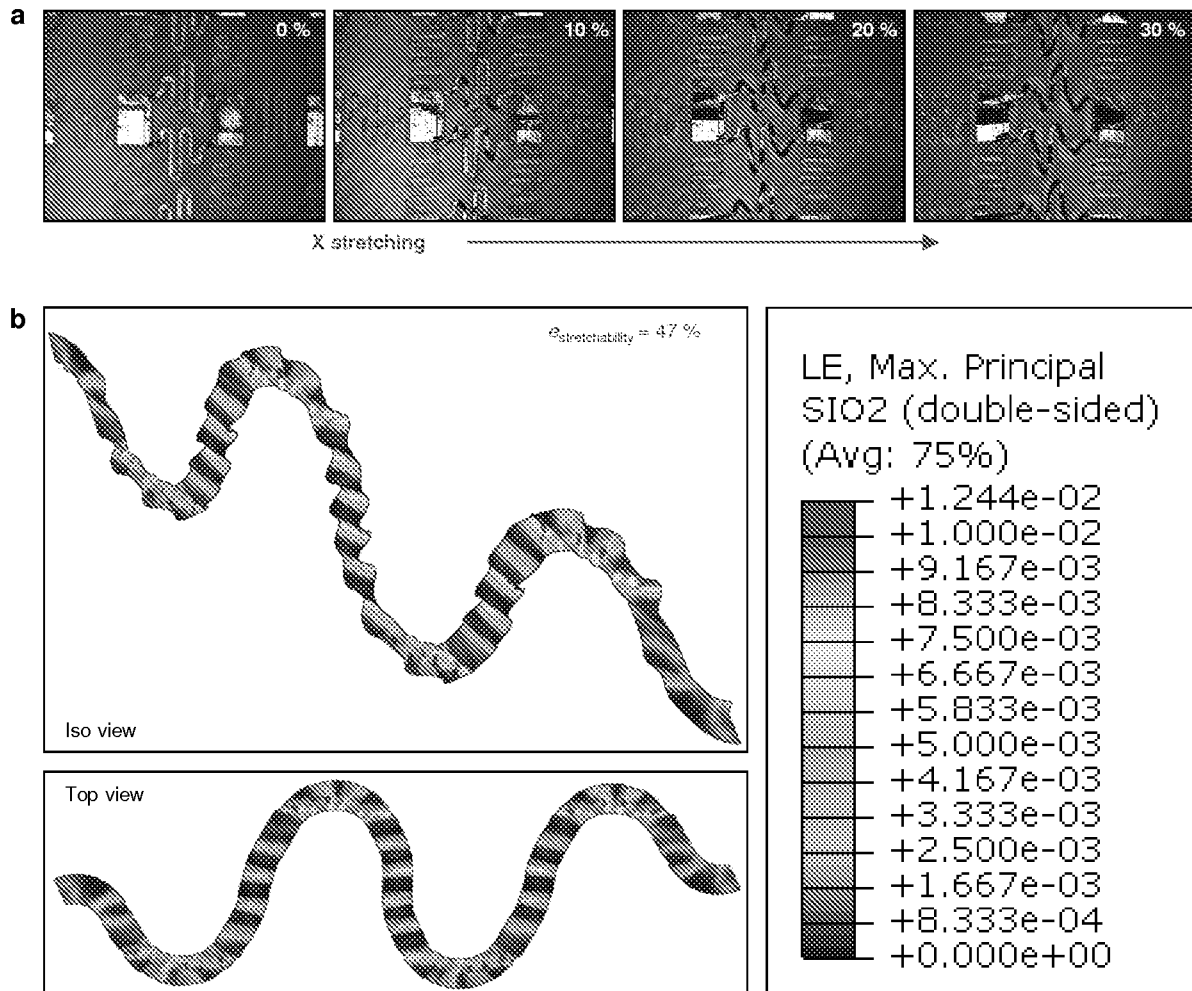 a
0 %
10 %
20 %
30 %
X stretching
b
e stretchability = 47 %
Iso view
Top view
LE, Max. Principal
SIO2 (double-sided)
(Avg: 75%)
+1.244e-02
+1.000e-02
+9.167e-03
+8.333e-03
+7.500e-03
+6.667e-03
+5.833e-03
+5.000e-03
+4.167e-03
+3.333e-03
+2.500e-03
+1.667e-03
+8.333e-04
+0.000e+00